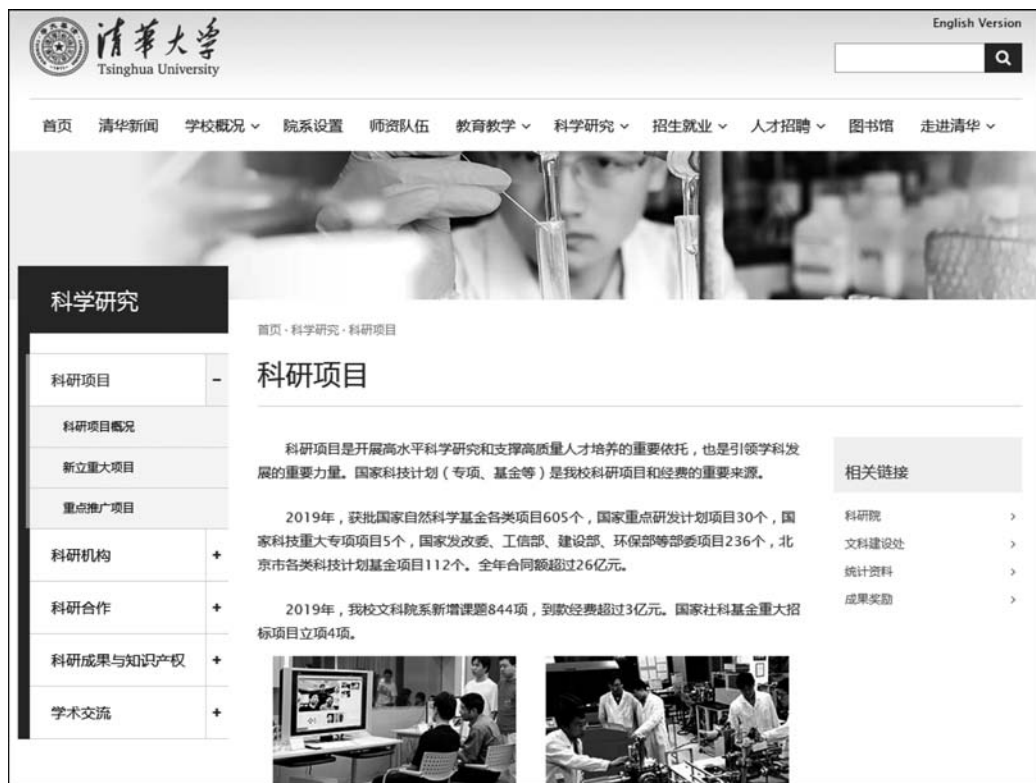 清华大学
Tsinghua University
English Version
首页 清华新闻 学校概况 院系设置 师资队伍 教育教学 科学研究 招生就业 人才招聘 图书馆 走进清华
科学研究
科研项目 -
科研项目概况
新立重大项目
重点推广项目
科研机构 +
科研合作 +
科研成果与知识产权 +
学术交流 +
首页 · 科学研究 · 科研项目
科研项目
科研项目是开展高水平科学研究和支撑高质量人才培养的重要依托，也是引领学科发
展的重要力量。国家科技计划（专项、基金等）是我校科研项目和经费的重要来源。
2019年，获批国家自然科学基金各类项目605个，国家重点研发计划项目30个，国
家科技重大专项项目5个，国家发改委、工信部、建设部、环保部等部委项目236个，北
京市各类科技计划基金项目112个。全年合同额超过26亿元。
2019年，我校文科院系新增课题844项，到款经费超过3亿元。国家社科基金重大招
标项目立项4项。
相关链接
科研院
文科建设处
统计资料
成果奖励